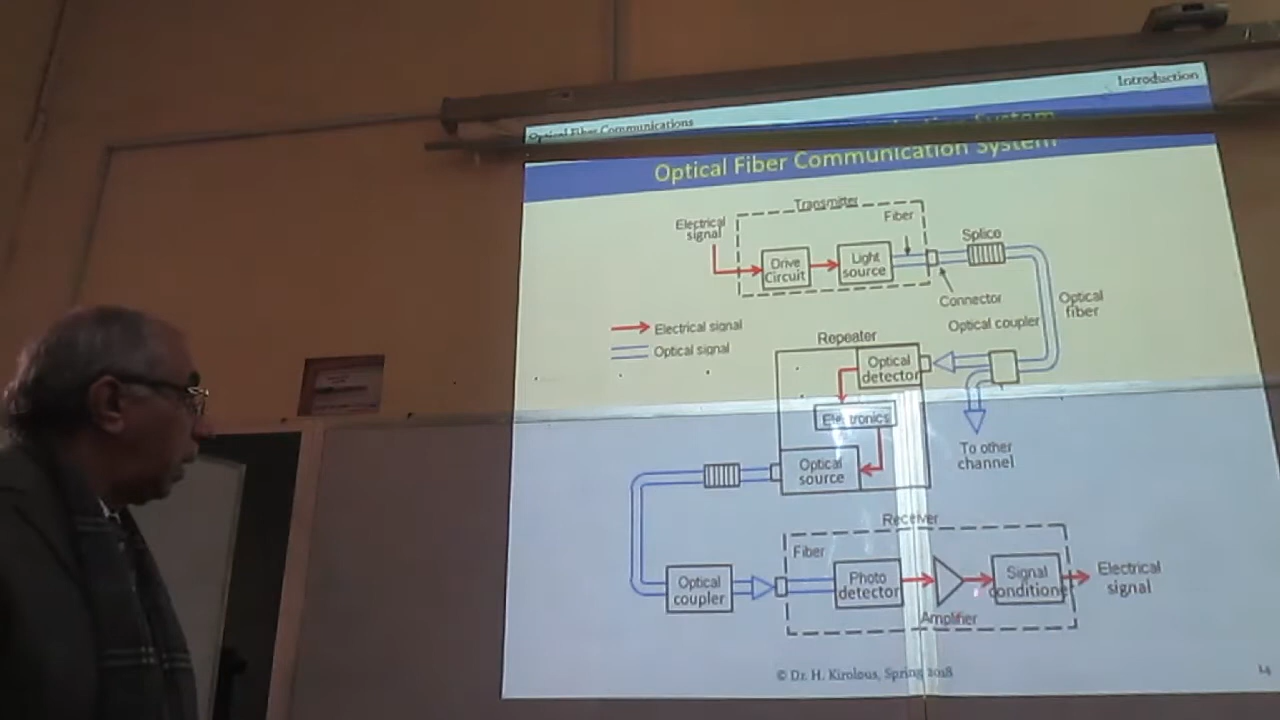 Introduction
Optical Fiber Communications
Optical Fiber Communication System
Transmitter
Electrical
signal
Fiber
Drive
Circuit
Light
source
Splice
Connector
Optical
fiber
Electrical signal
Optical signal
Optical coupler
Repeater
Optical
detector
Electronics
Optical
source
To other
channel
Receiver
Fiber
Optical
coupler
Photo
detector
Amplifier
Signal
conditioner
Electrical
signal
© Dr. H. Kirolous, Spring 2018
14